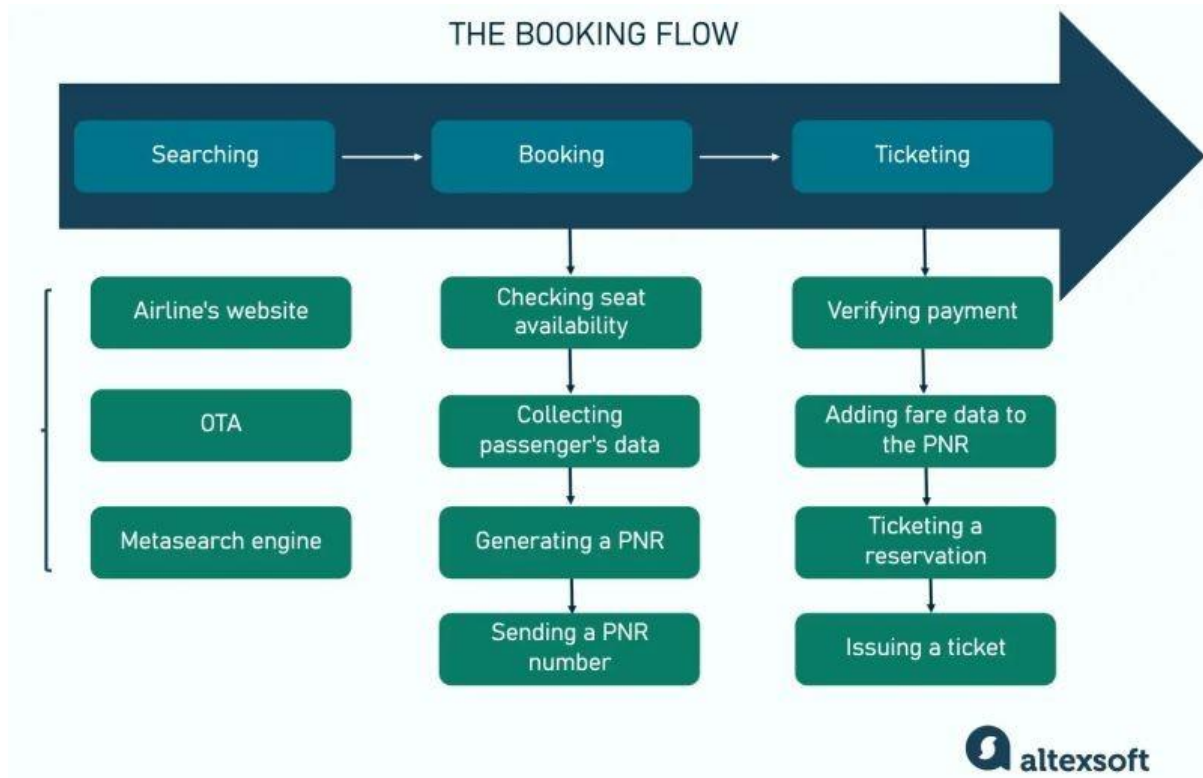 THE BOOKING FLOW
Searching
Booking
Ticketing
Airline's website
OTA
Metasearch engine
Checking seat
availability
Collecting
passenger's data
Generating a PNR
Sending a PNR
number
Verifying payment
Adding fare data to
the PNR
Ticketing a
reservation
Issuing a ticket
altexsoft